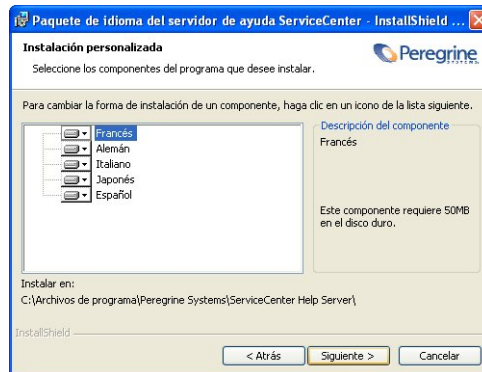 Paquete de idioma del servidor de ayuda ServiceCenter - InstallShield ...
Instalación personalizada
Seleccione los componentes del programa que desee instalar.
Peregrine
SYSTEMS
Para cambiar la forma de instalación de un componente, haga clic en un icono de la lista siguiente.
Francés
Alemán
Italiano
Japonés
Español
Descripción del componente
Francés
Este componente requiere 50MB
en el disco duro.
Instalar en:
C:\Archivos de programa\Peregrine Systems\ServiceCenter Help Server\
InstallShield
< Atrás
Siguiente >
Cancelar